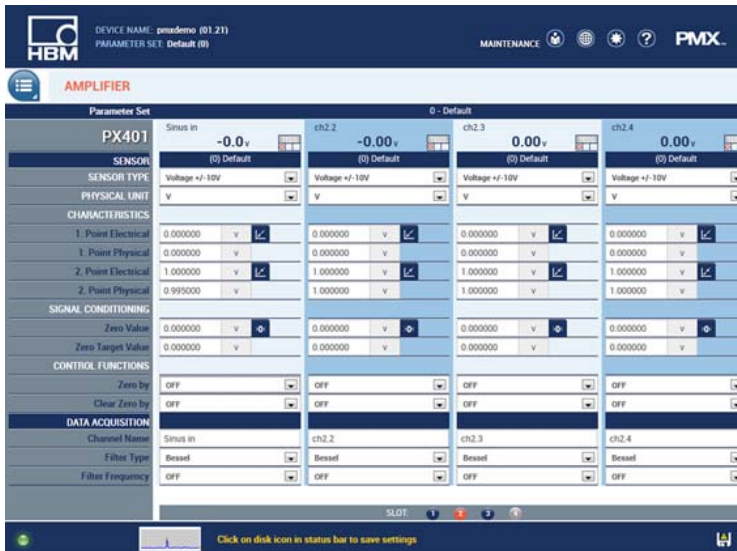 HBM
DEVICE NAME: pmxdemo (01.21)
PARAMETER SET: Default (0)
MAINTENANCE
?
PMX
AMPLIFIER
Parameter Set 0 - Default
PX401 Sinus in -0.0 v ch2.2 -0.00 v ch2.3 0.00 v ch2.4 0.00 v
SENSOR (0) Default (0) Default (0) Default (0) Default
SENSOR TYPE Voltage +/-10V Voltage +/-10V Voltage +/-10V Voltage +/-10V
PHYSICAL UNIT V V V V
CHARACTERISTICS
1. Point Electrical 0.000000 V 0.000000 V 0.000000 V 0.000000 V
1. Point Physical 0.000000 V 0.000000 V 0.000000 V 0.000000 V
2. Point Electrical 1.000000 V 1.000000 V 1.000000 V 1.000000 V
2. Point Physical 0.995000 V 1.000000 V 1.000000 V 1.000000 V
SIGNAL CONDITIONING
Zero Value 0.000000 V 0.000000 V 0.000000 V 0.000000 V
Zero Target Value 0.000000 V 0.000000 V 0.000000 V 0.000000 V
CONTROL FUNCTIONS
Zero by OFF OFF OFF OFF
Clear Zero by OFF OFF OFF OFF
DATA ACQUISITION
Channel Name Sinus in ch2.2 ch2.3 ch2.4
Filter Type Bessel Bessel Bessel Bessel
Filter Frequency OFF OFF OFF OFF
SLOT: 1 2 3 4
Click on disk icon in status bar to save settings